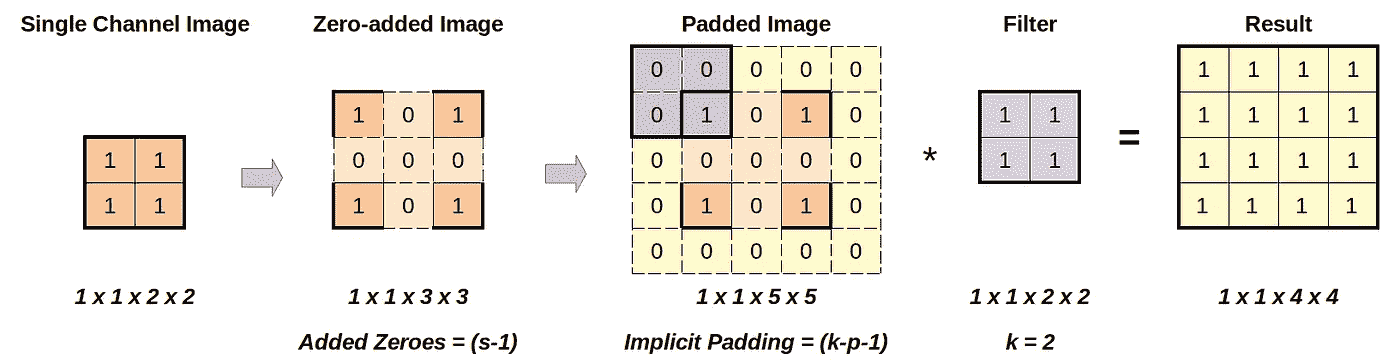 Single Channel Image
Zero-added Image
Padded Image
Filter
Result
1 1
1 1
1 0 1
0 0 0
1 0 1
0 0 0 0 0
0 1 0 1 0
0 0 0 0 0
0 1 0 1 0
0 0 0 0 0
*
1 1
1 1
=
1 1 1 1
1 1 1 1
1 1 1 1
1 1 1 1
1 x 1 x 2 x 2
1 x 1 x 3 x 3
1 x 1 x 5 x 5
1 x 1 x 2 x 2
1 x 1 x 4 x 4
Added Zeroes = (s-1)
Implicit Padding = (k-p-1)
k = 2